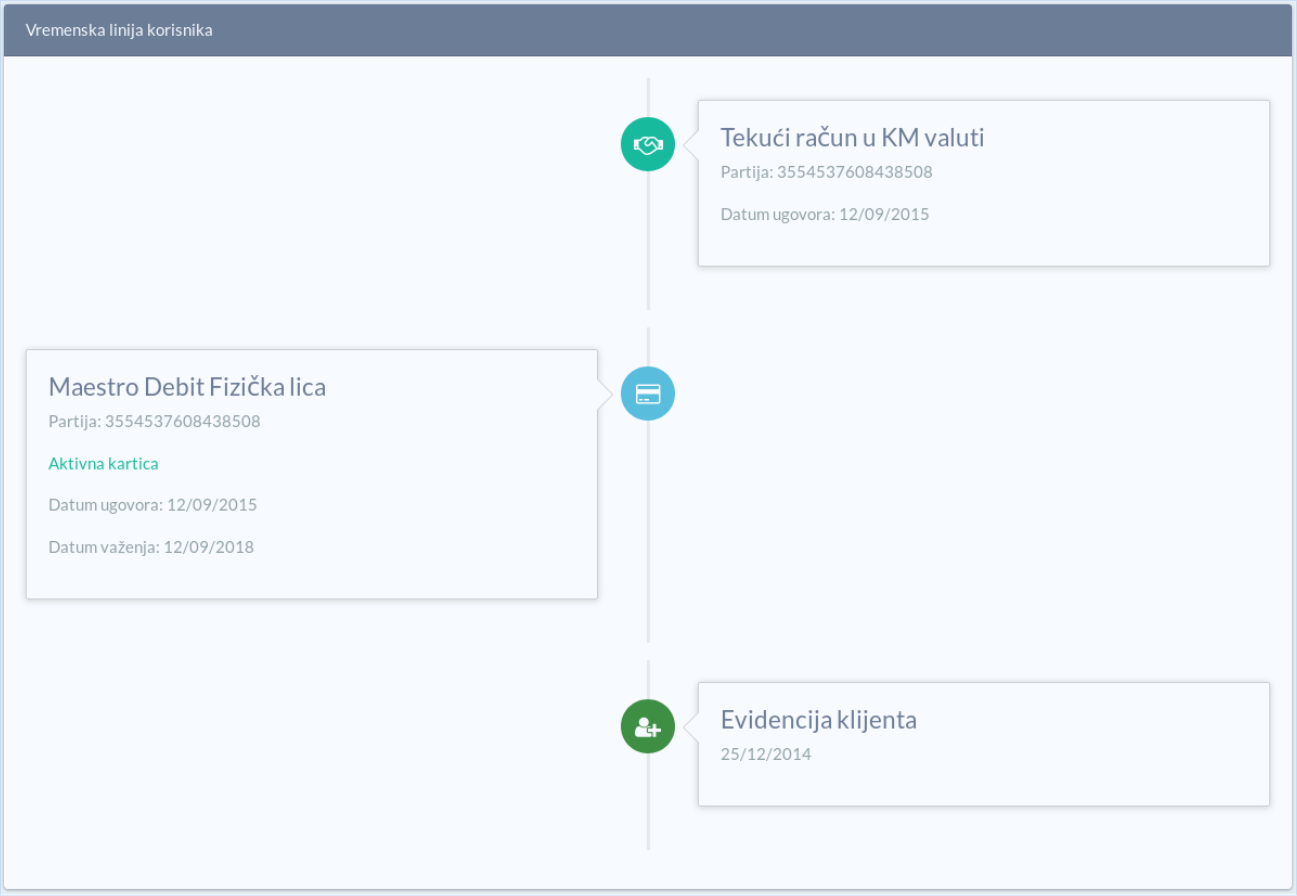 Vremenska linija korisnika
Tekući račun u KM valuti
Partija: 3554537608438508
Datum ugovora: 12/09/2015
Maestro Debit Fizička lica
Partija: 3554537608438508
Aktivna kartica
Datum ugovora: 12/09/2015
Datum važenja: 12/09/2018
Evidencija klijenta
25/12/2014